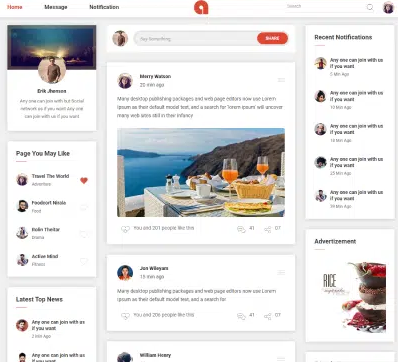 Home
Message
Notification
Search
Say Something
SHARE
Erik Jhonson
Any one can join with but Social
network us if you want any one
can join with us if you want
Merry Watson
20 min ago
Many desktop publishing packages and web page editors now use Lorem
Ipsum as their default model text, and a search for 'lorem ipsum' will uncover
many web sites still in their infancy
You and 201 people like this
41
07
Jon Wileyam
15 min ago
Many desktop publishing packages and web page editors now use Lorem
Ipsum as their default model text, and a search for
You and 206 people like this
41
07
William Henry
Page You May Like
Travel The World
Adventure
Foodcort Nirala
Food
Rolin Theitar
Drama
Active Mind
Fitness
Latest Top News
Any one can join with us
if you want
2 min ago
Any one can join with us
if you want
Recent Notifications
Any one can join with us
if you want
5 Min Ago
Any one can join with us
if you want
10 Min Ago
Any one can join with us
if you want
18 Min Ago
Any one can join with us
if you want
25 Min Ago
Any one can join with us
if you want
39 Min Ago
Advertizement
RICE